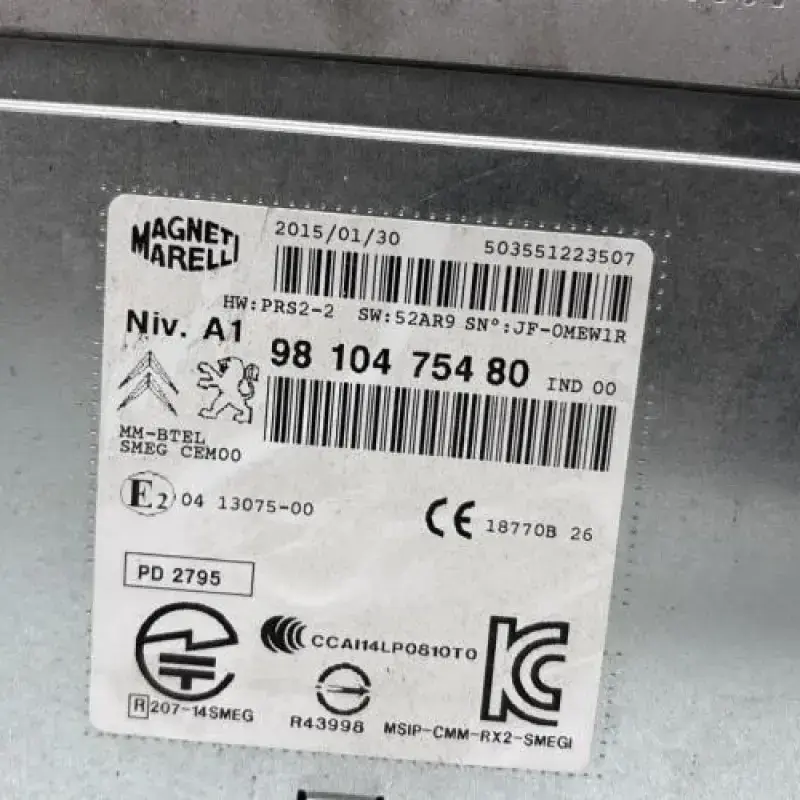 MAGNETI MARELLI
2015/01/30 503551223507
HW:PRS2-2 SW:52AR9 SN°:JF-0MEW1R
Niv. A1
98 104 754 80 IND 00
MM-BTEL
SMEG CEM00
E2 04 13075-00
CE 18770B 26
PD 2795
CCAI14LP0810T0
R 207-14SMEG
R43998
MSIP-CMM-RX2-SMEGI